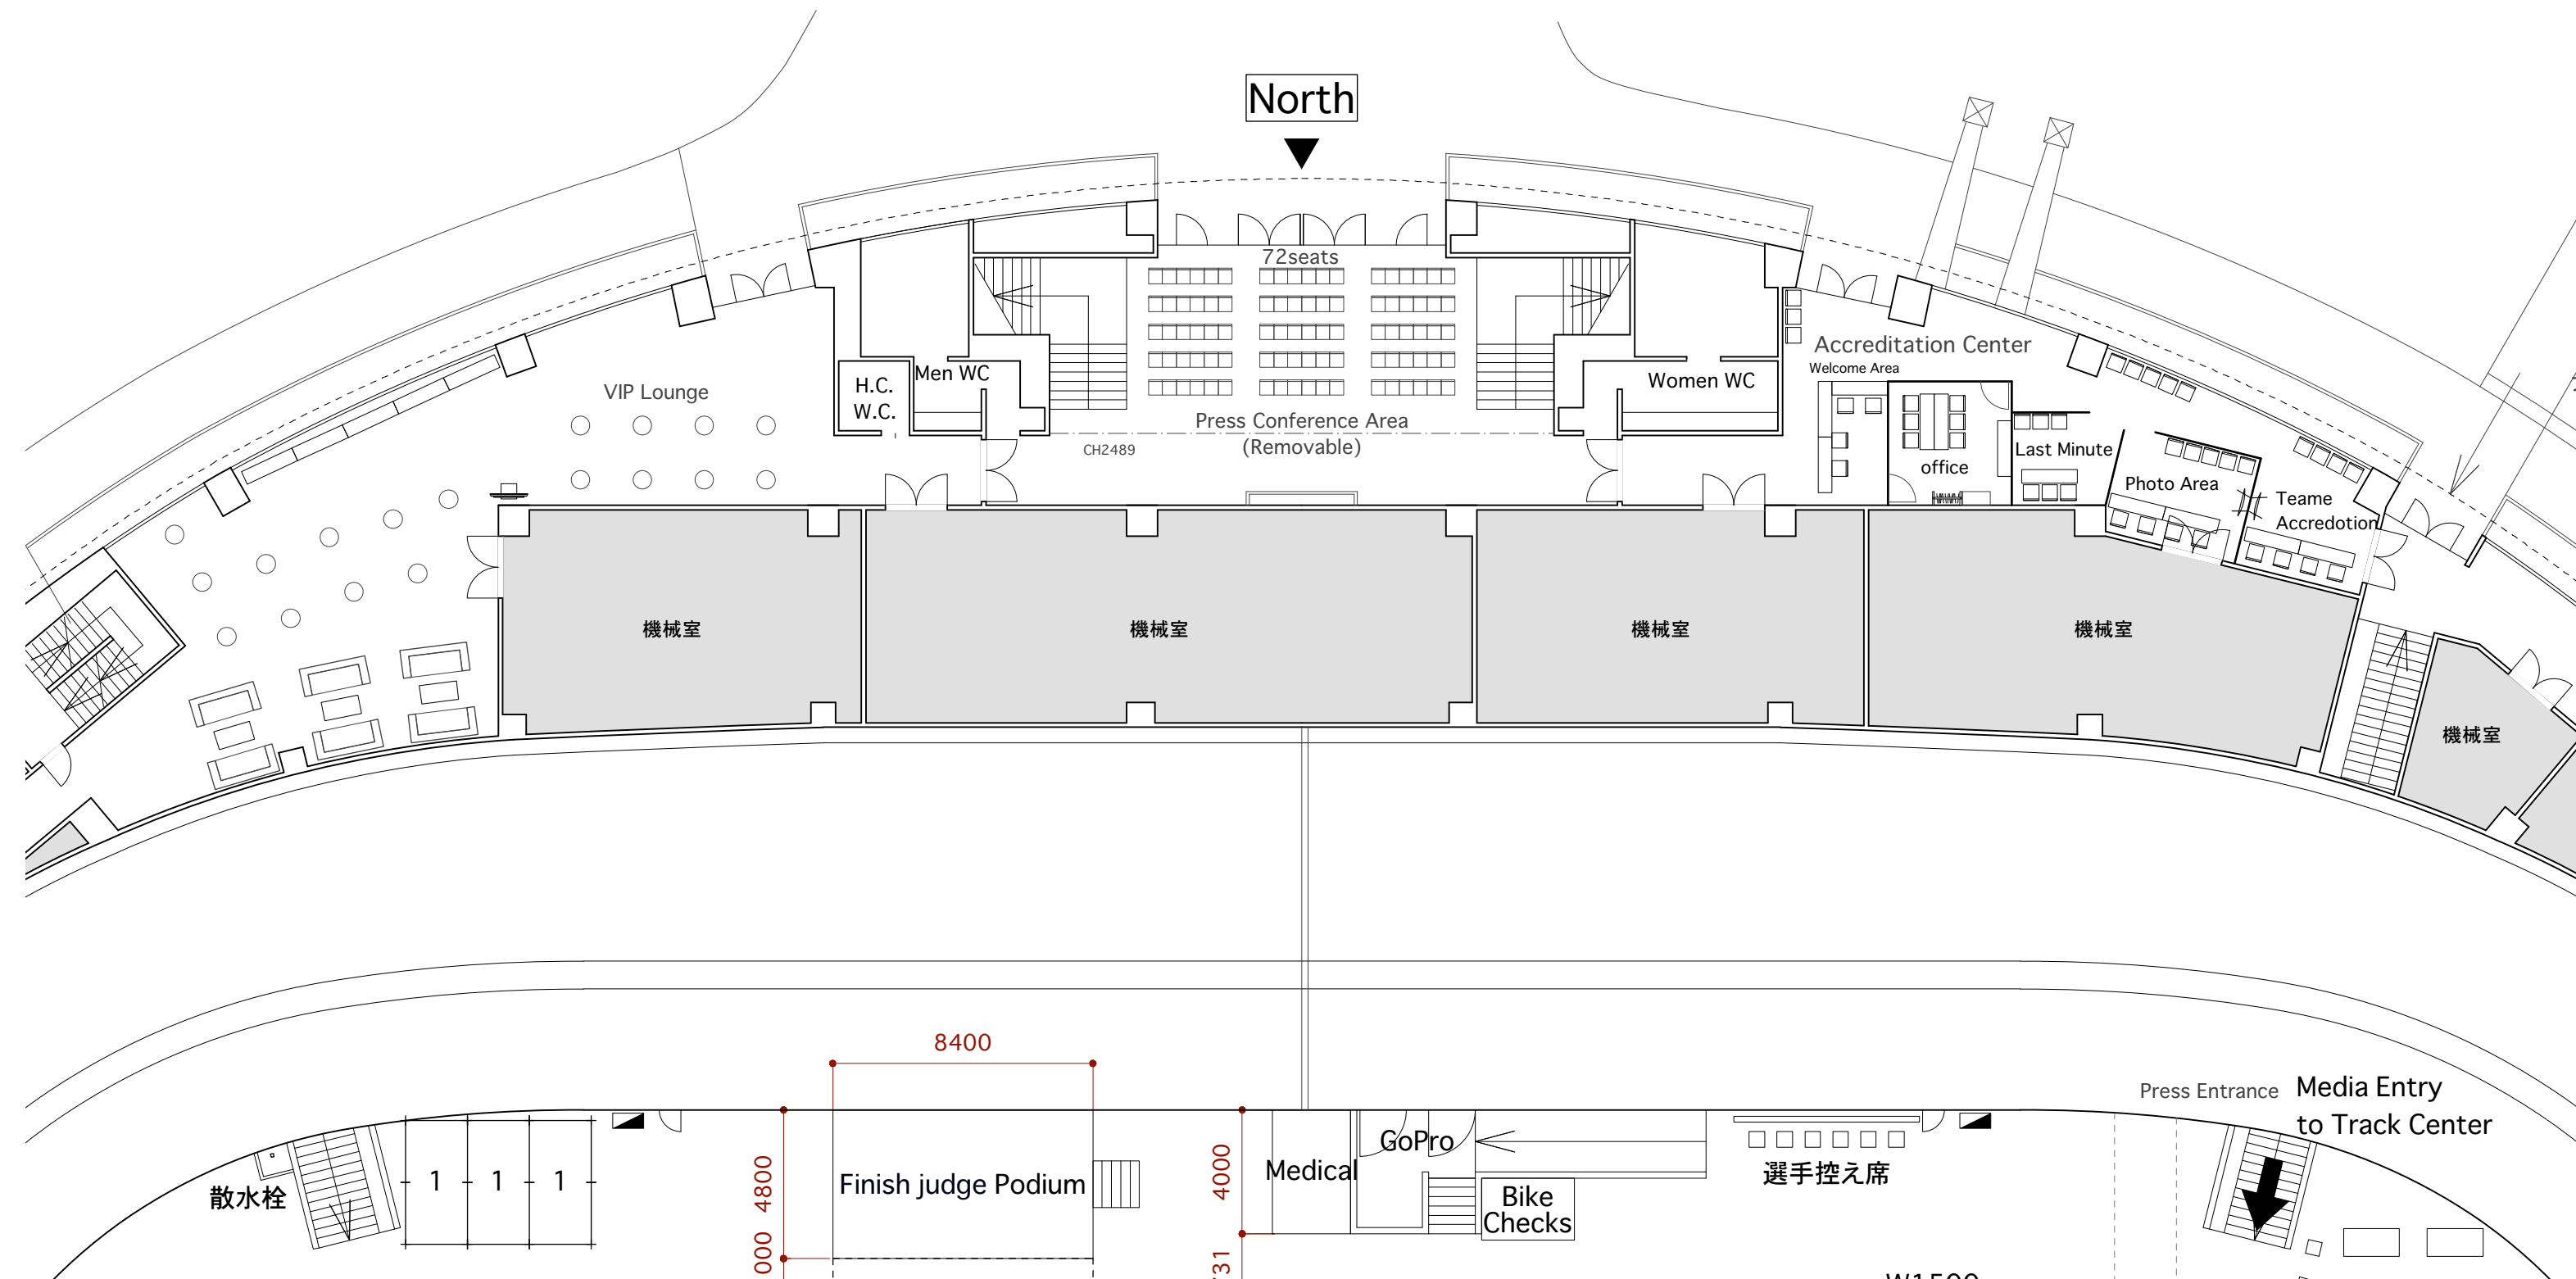 North
72seats
VIP Lounge
H.C.
W.C.
Men WC
Women WC
Accreditation Center
Welcome Area
Press Conference Area
(Removable)
CH2489
office
Last Minute
Photo Area
Teame
Accredotion
機械室
機械室
機械室
機械室
機械室
8400
Press Entrance
Media Entry
to Track Center
散水栓
1
1
1
4800
Finish judge Podium
4000
Medical
GoPro
Bike
Checks
選手控え席